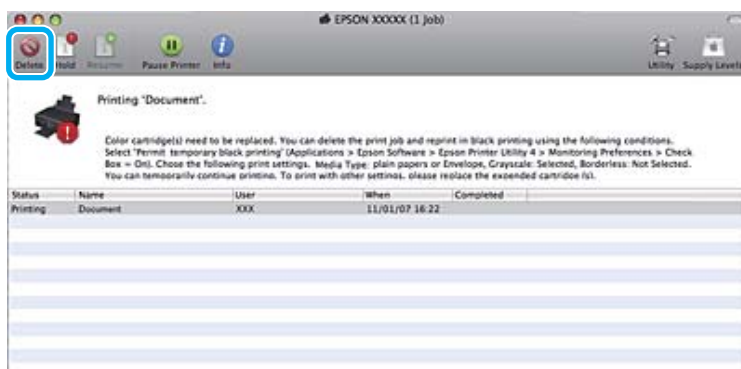 EPSON XXXXX (1 Job)
Delete Hold Resume Pause Printer Info Utility Supply Levels
Printing "Document".
Color cartridge(s) need to be replaced. You can delete the print job and reprint in black printing using the following conditions.
Select "Permit temporary black printing" (Applications > Epson Software > Epson Printer Utility 4 > Monitoring Preferences > Check
Box = On). Chose the following print settings. Media Type: plain papers or Envelope, Grayscale: Selected, Borderless: Not Selected.
You can temporarily continue printing. To print with other settings, please replace the expended cartridge (s).
Status Name User When Completed
Printing Document XXX 11/01/07 16:22